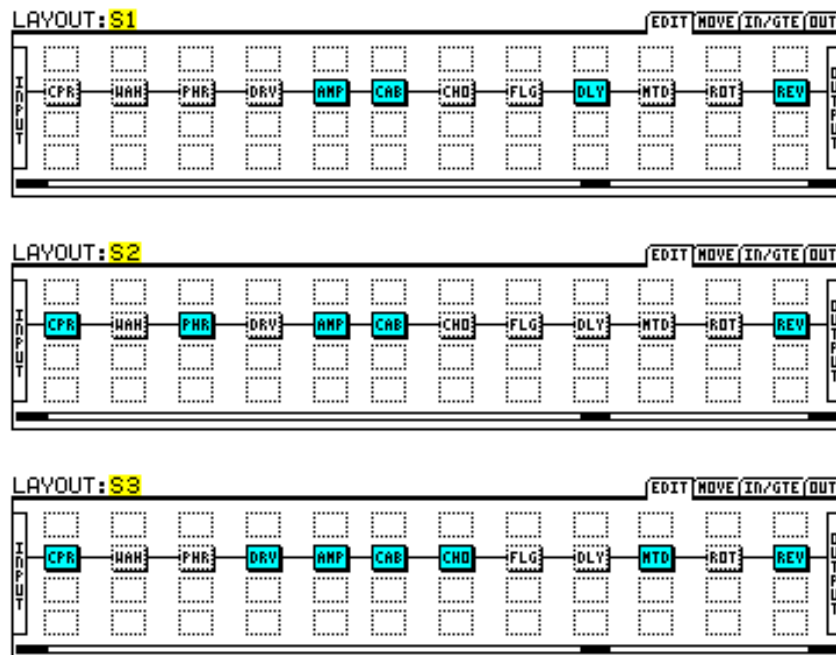 LAYOUT:S1 EDIT MOVE In/GTE OUT
INPUT CPR WAH PHR DRV AMP CAB CHO FLG DLY MTD ROT REV OUTPUT
LAYOUT:S2 EDIT MOVE In/GTE OUT
INPUT CPR WAH PHR DRV AMP CAB CHO FLG DLY MTD ROT REV OUTPUT
LAYOUT:S3 EDIT MOVE In/GTE OUT
INPUT CPR WAH PHR DRV AMP CAB CHO FLG DLY MTD ROT REV OUTPUT